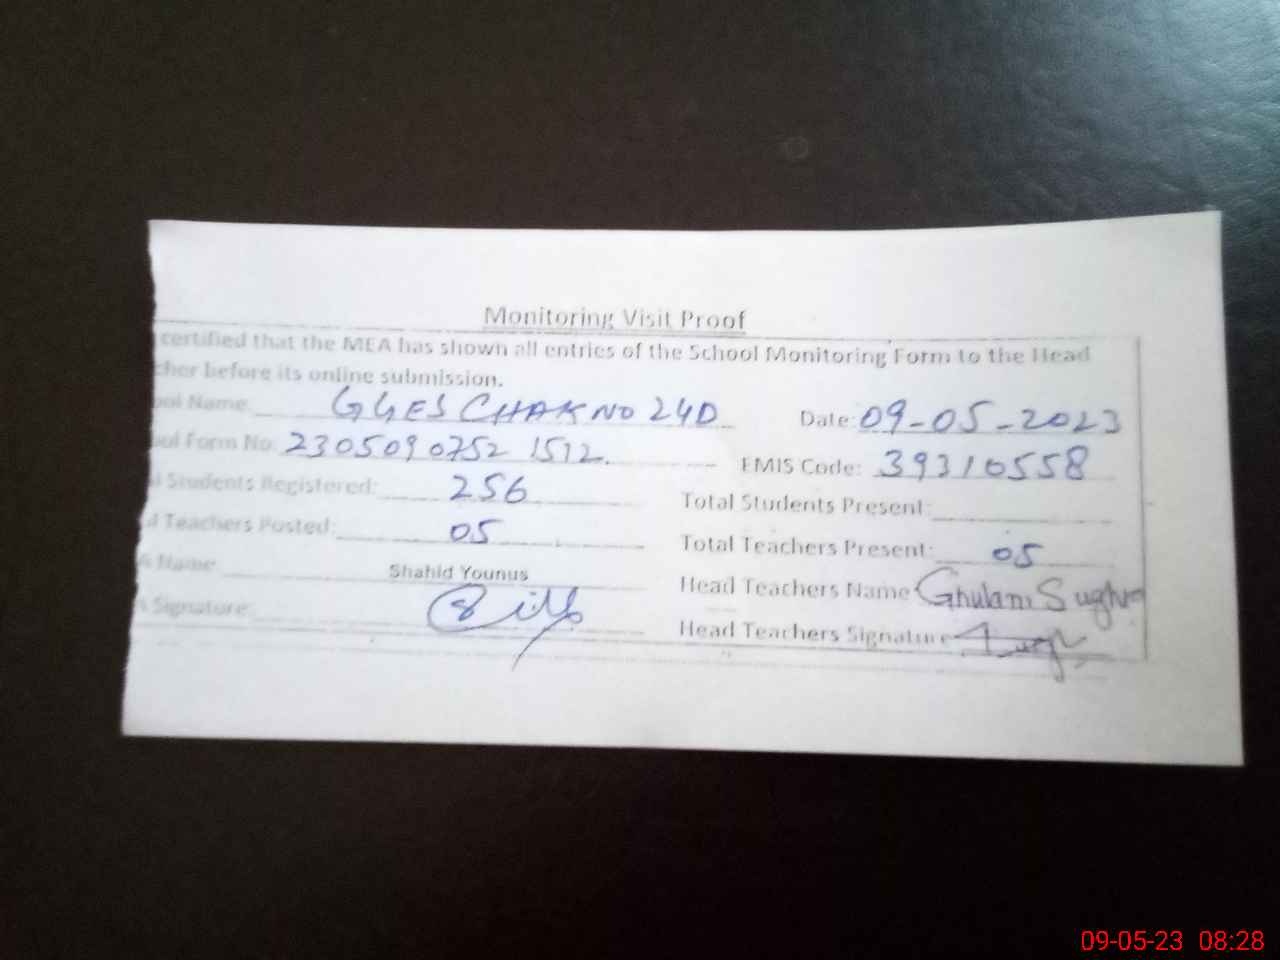 Monitoring Visit Proof
certified that the MEA has shown all entries of the School Monitoring Form to the Head
cher before its online submission.
ool Name GGES CHAK NO 24D Date: 09-05-2023
ool Form No: 2305090752 1512. EMIS Code: 39310558
l Students Registered: 256 Total Students Present:
l Teachers Posted: 05 Total Teachers Present: 05
A Name Shahid Younus Head Teachers Name Ghulam Sughra
A Signature: Head Teachers Signature
09-05-23 08:28